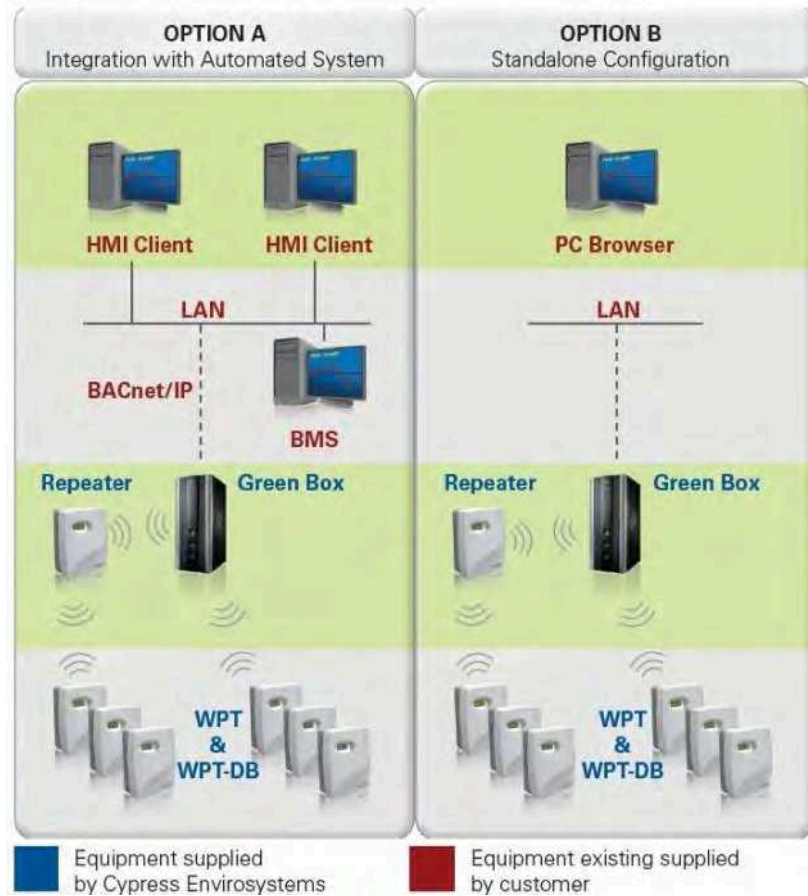 OPTION A
Integration with Automated System
OPTION B
Standalone Configuration
HMI Client
HMI Client
PC Browser
LAN
LAN
BACnet/IP
BMS
Repeater
Green Box
Repeater
Green Box
WPT
&
WPT-DB
WPT
&
WPT-DB
Equipment supplied
by Cypress Envirosystems
Equipment existing supplied
by customer